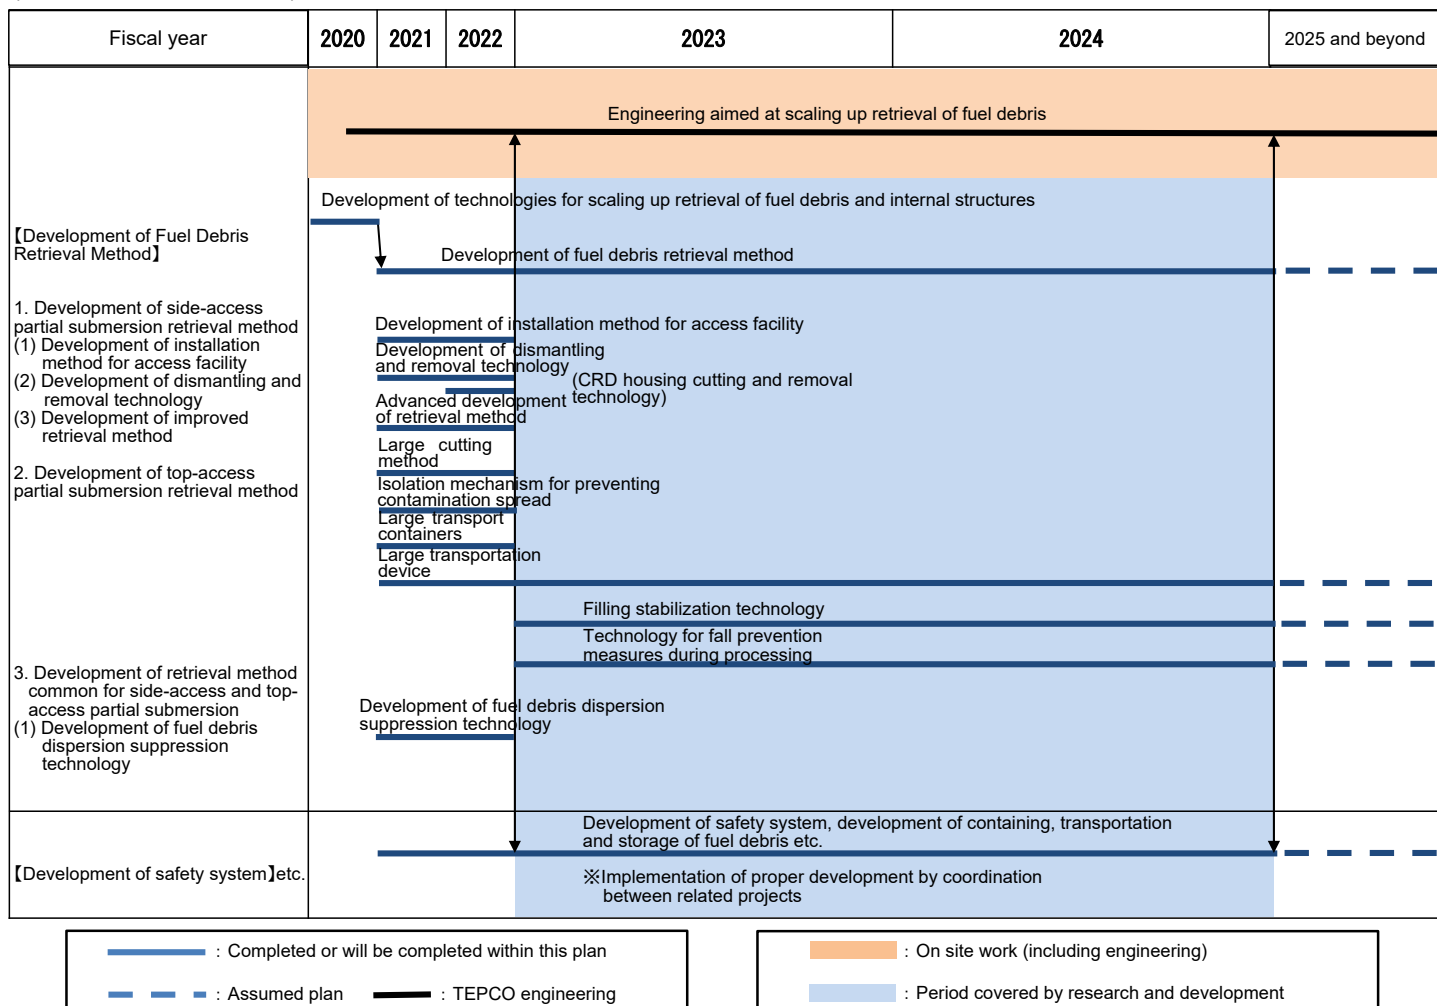 Fiscal year
2020
2021
2022
2023
2024
2025 and beyond
Engineering aimed at scaling up retrieval of fuel debris
Development of technologies for scaling up retrieval of fuel debris and internal structures
【Development of Fuel Debris
Retrieval Method】
Development of fuel debris retrieval method
1. Development of side-access
partial submersion retrieval method
(1) Development of installation
method for access facility
(2) Development of dismantling and
removal technology
(3) Development of improved
retrieval method
Development of installation method for access facility
Development of dismantling
and removal technology
(CRD housing cutting and removal
technology)
Advanced development
of retrieval method
2. Development of top-access
partial submersion retrieval method
Large cutting
method
Isolation mechanism for preventing
contamination spread
Large transport
containers
Large transportation
device
Filling stabilization technology
Technology for fall prevention
measures during processing
3. Development of retrieval method
common for side-access and top-
access partial submersion
(1) Development of fuel debris
dispersion suppression
technology
Development of fuel debris dispersion
suppression technology
【Development of safety system】etc.
Development of safety system, development of containing, transportation
and storage of fuel debris etc.
※Implementation of proper development by coordination
between related projects
: Completed or will be completed within this plan
: Assumed plan
: TEPCO engineering
: On site work (including engineering)
: Period covered by research and development